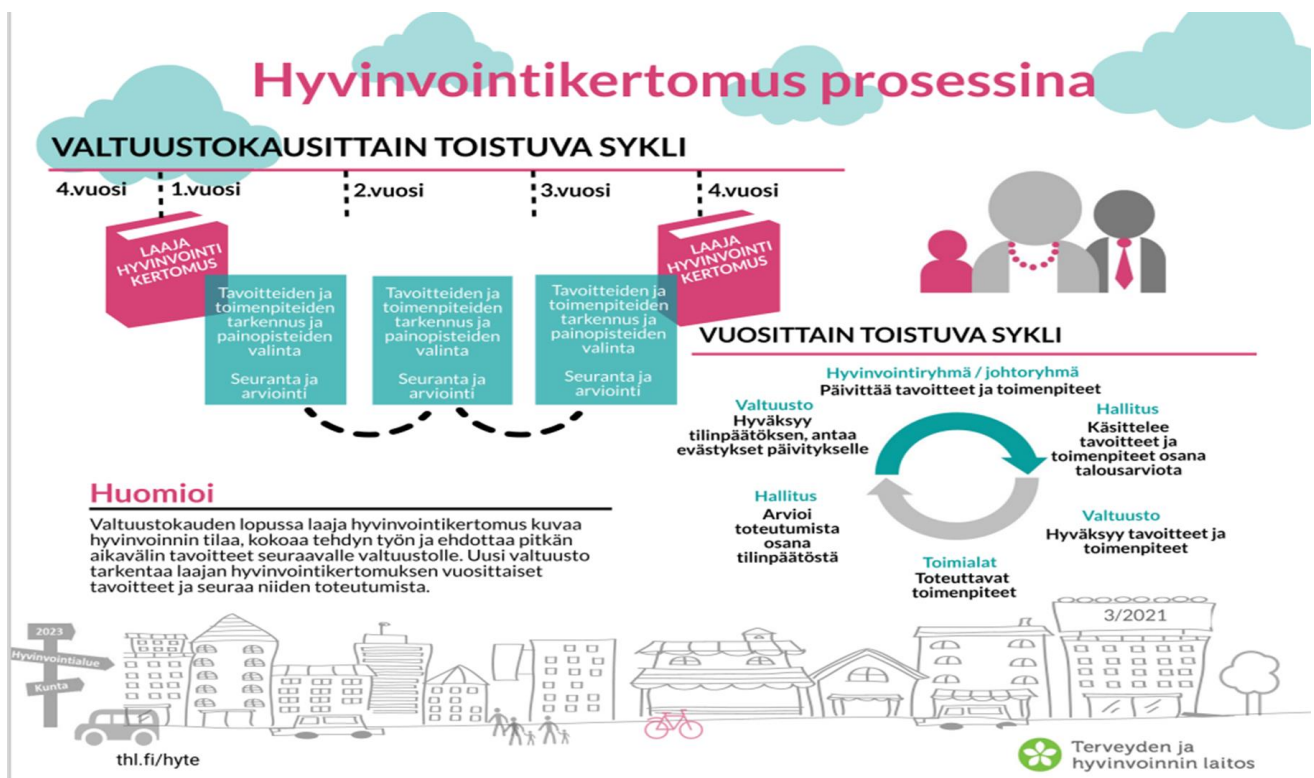 Hyvinvointikertomus prosessina
VALTUUSTOKAUSITTAIN TOISTUVA SYKLI
4.vuosi
1.vuosi
2.vuosi
3.vuosi
4.vuosi
LAAJA
HYVINVOINTI
KERTOMUS
Tavoitteiden ja
toimenpiteiden
tarkennus ja
painopisteiden
valinta
Seuranta ja
arviointi
Tavoitteiden ja
toimenpiteiden
tarkennus ja
painopisteiden
valinta
Seuranta ja
arviointi
Tavoitteiden ja
toimenpiteiden
tarkennus ja
painopisteiden
valinta
Seuranta ja
arviointi
LAAJA
HYVINVOINTI
KERTOMUS
VUOSITTAIN TOISTUVA SYKLI
Hyvinvointiryhmä / johtoryhmä
Päivittää tavoitteet ja toimenpiteet
Hallitus
Käsittelee
tavoitteet ja
toimenpiteet osana
talousarviota
Valtuusto
Hyväksyy tavoitteet ja
toimenpiteet
Toimialat
Toteuttavat
toimenpiteet
Hallitus
Arvioi
toteutumista
osana
tilinpäätöstä
Valtuusto
Hyväksyy
tilinpäätöksen, antaa
evästykset päivitykselle
Huomioi
Valtuustokauden lopussa laaja hyvinvointikertomus kuvaa
hyvinvoinnin tilaa, kokoaa tehdyn työn ja ehdottaa pitkän
aikavälin tavoitteet seuraavalle valtuustolle. Uusi valtuusto
tarkentaa laajan hyvinvointikertomuksen vuosittaiset
tavoitteet ja seuraa niiden toteutumista.
2023
Hyvinvointialue
Kunta
3/2021
thl.fi/hyte
Terveyden ja
hyvinvoinnin laitos